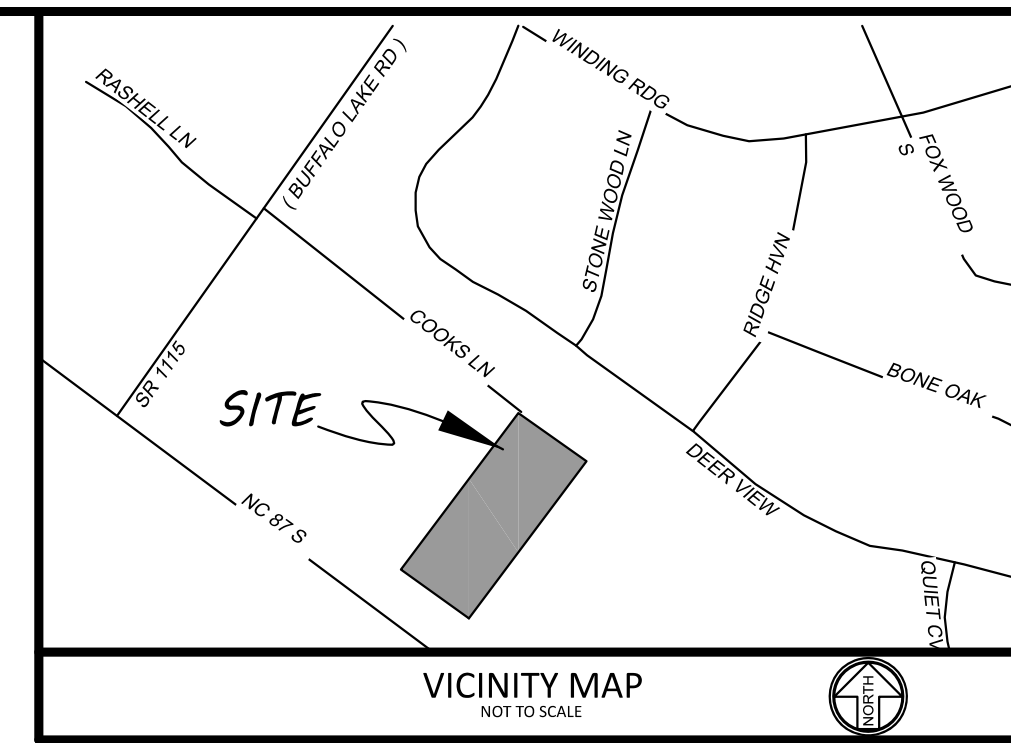 WINDING RDG
RASHELL LN
( BUFFALO LAKE RD )
STONE WOOD LN
S
FOX WOOD
RIDGE HVN
COOKS LN
SR 1115
BONE OAK
SITE
DEER VIEW
NC 87 S
QUIET CV
VICINITY MAP
NOT TO SCALE
NORTH